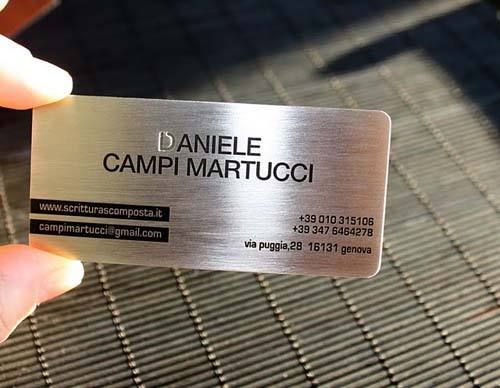 DANIELE
CAMPI MARTUCCI
www.scritturascomposta.it
campimartucci@gmail.com
+39 010 315106
+39 347 6464278
via puggia,28 16131 genova